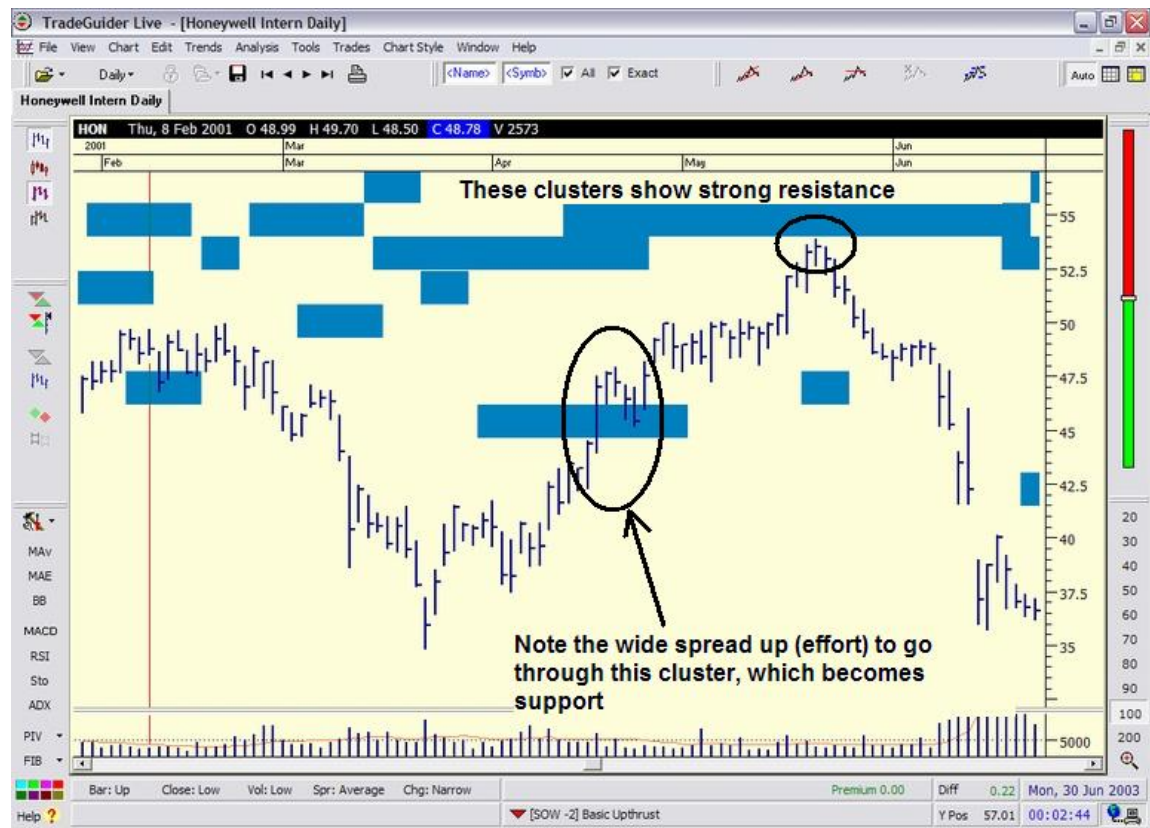 TradeGuider Live - [Honeywell Intern Daily]
File View Chart Edit Trends Analysis Tools Trades Chart Style Window Help
Daily <Name> <Symb> All Exact Auto
Honeywell Intern Daily
HON Thu, 8 Feb 2001 O 48.99 H 49.70 L 48.50 C 48.78 V 2573
2001 Mar Jun
Feb Mar Apr May Jun
These clusters show strong resistance
55
52.5
50
47.5
45
42.5
40
37.5
35
5000
Note the wide spread up (effort) to go
through this cluster, which becomes
support
MAv
MAE
BB
MACD
RSI
Sto
ADX
PIV
FIB
20
30
40
50
60
70
80
90
100
200
Bar: Up Close: Low Vol: Low Spr: Average Chg: Narrow Premium 0.00 Diff 0.22 Mon, 30 Jun 2003
Help ? [SOW -2] Basic Upthrust Y Pos 57.01 00:02:44